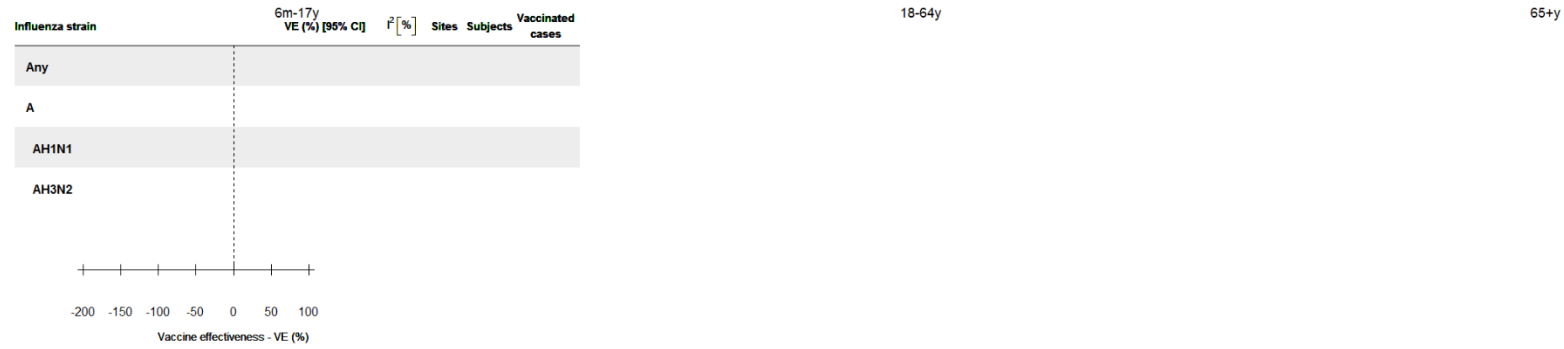 6m-17y 18-64y 65+y
Influenza strain VE (%) [95% CI] I²[%] Sites Subjects Vaccinated cases
Any
A
AH1N1
AH3N2
-200 -150 -100 -50 0 50 100
Vaccine effectiveness - VE (%)